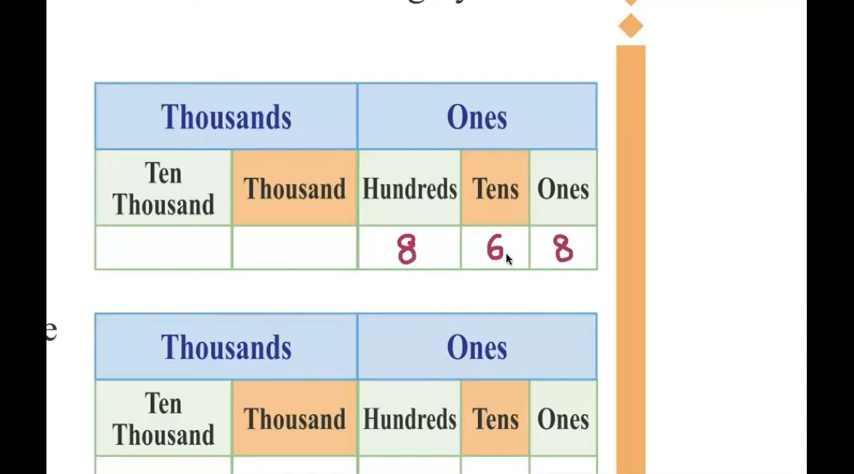 Thousands Ones
Ten Thousand Thousand Hundreds Tens Ones
8 6 8
e
Thousands Ones
Ten Thousand Thousand Hundreds Tens Ones